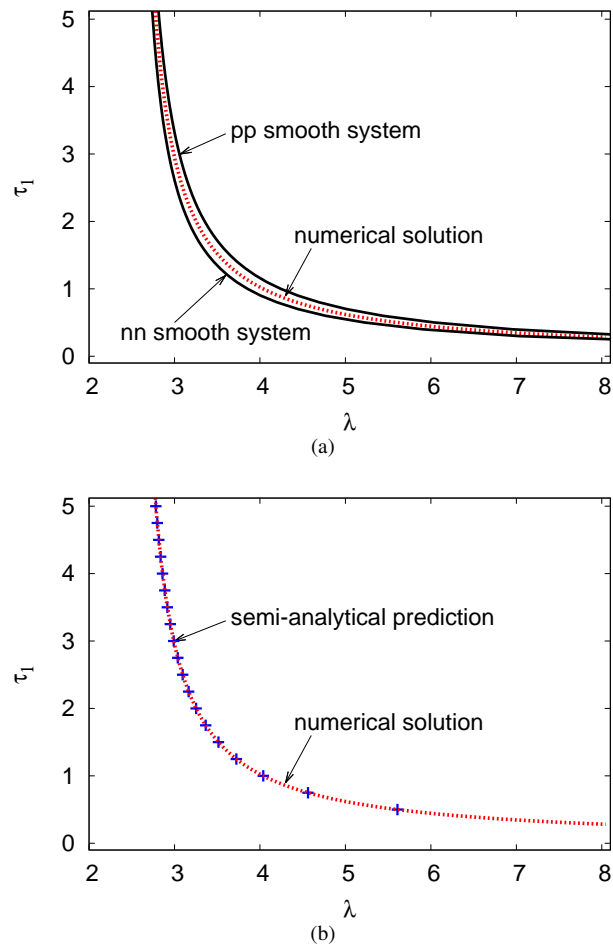 5
4
3
2
1
0
τ1
pp smooth system
numerical solution
nn smooth system
2 3 4 5 6 7 8
λ
(a)
5
4
3
2
1
0
τ1
semi-analytical prediction
numerical solution
2 3 4 5 6 7 8
λ
(b)